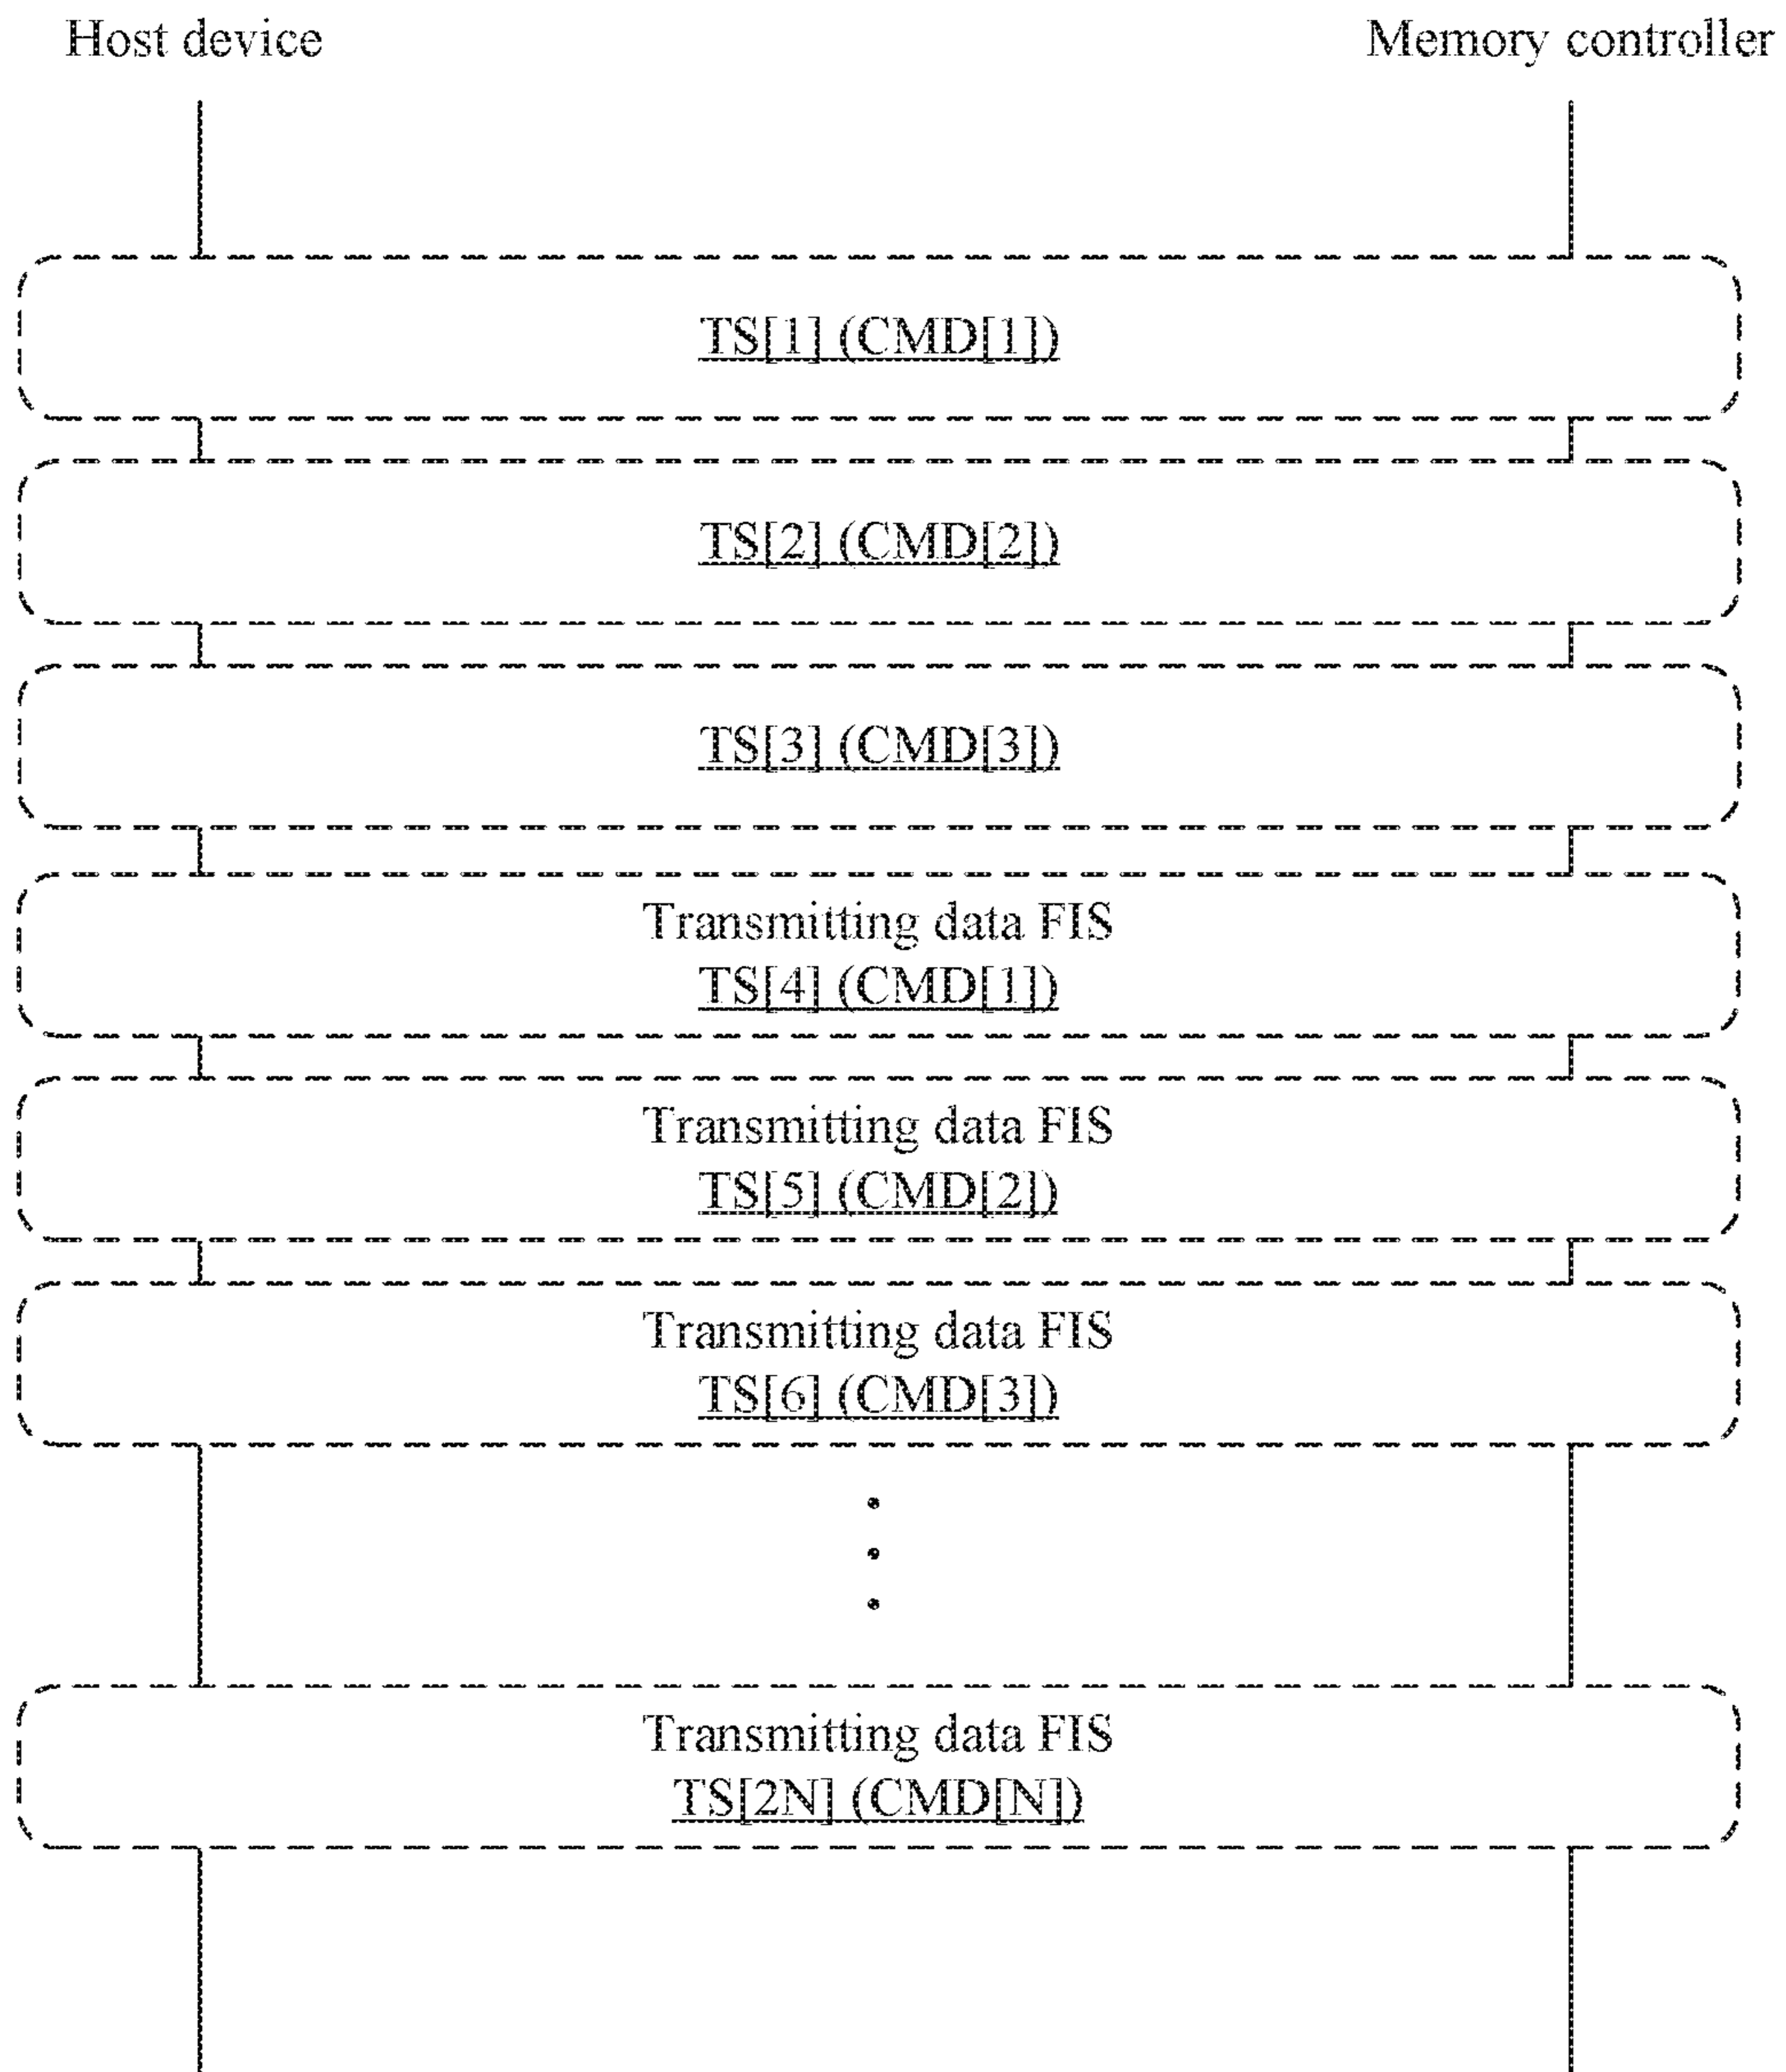 Host device
Memory controller
TS[1] (CMD[1])
TS[2] (CMD[2])
TS[3] (CMD[3])
Transmitting data FIS
TS[4] (CMD[1])
Transmitting data FIS
TS[5] (CMD[2])
Transmitting data FIS
TS[6] (CMD[3])
Transmitting data FIS
TS[2N] (CMD[N])